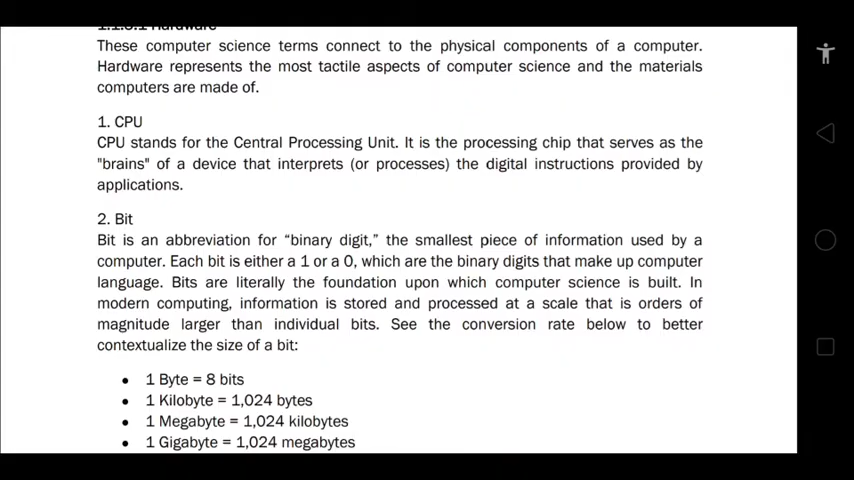 1.1.3.1 Hardware
These computer science terms connect to the physical components of a computer.
Hardware represents the most tactile aspects of computer science and the materials
computers are made of.
1. CPU
CPU stands for the Central Processing Unit. It is the processing chip that serves as the
"brains" of a device that interprets (or processes) the digital instructions provided by
applications.
2. Bit
Bit is an abbreviation for “binary digit,” the smallest piece of information used by a
computer. Each bit is either a 1 or a 0, which are the binary digits that make up computer
language. Bits are literally the foundation upon which computer science is built. In
modern computing, information is stored and processed at a scale that is orders of
magnitude larger than individual bits. See the conversion rate below to better
contextualize the size of a bit:
• 1 Byte = 8 bits
• 1 Kilobyte = 1,024 bytes
• 1 Megabyte = 1,024 kilobytes
• 1 Gigabyte = 1,024 megabytes